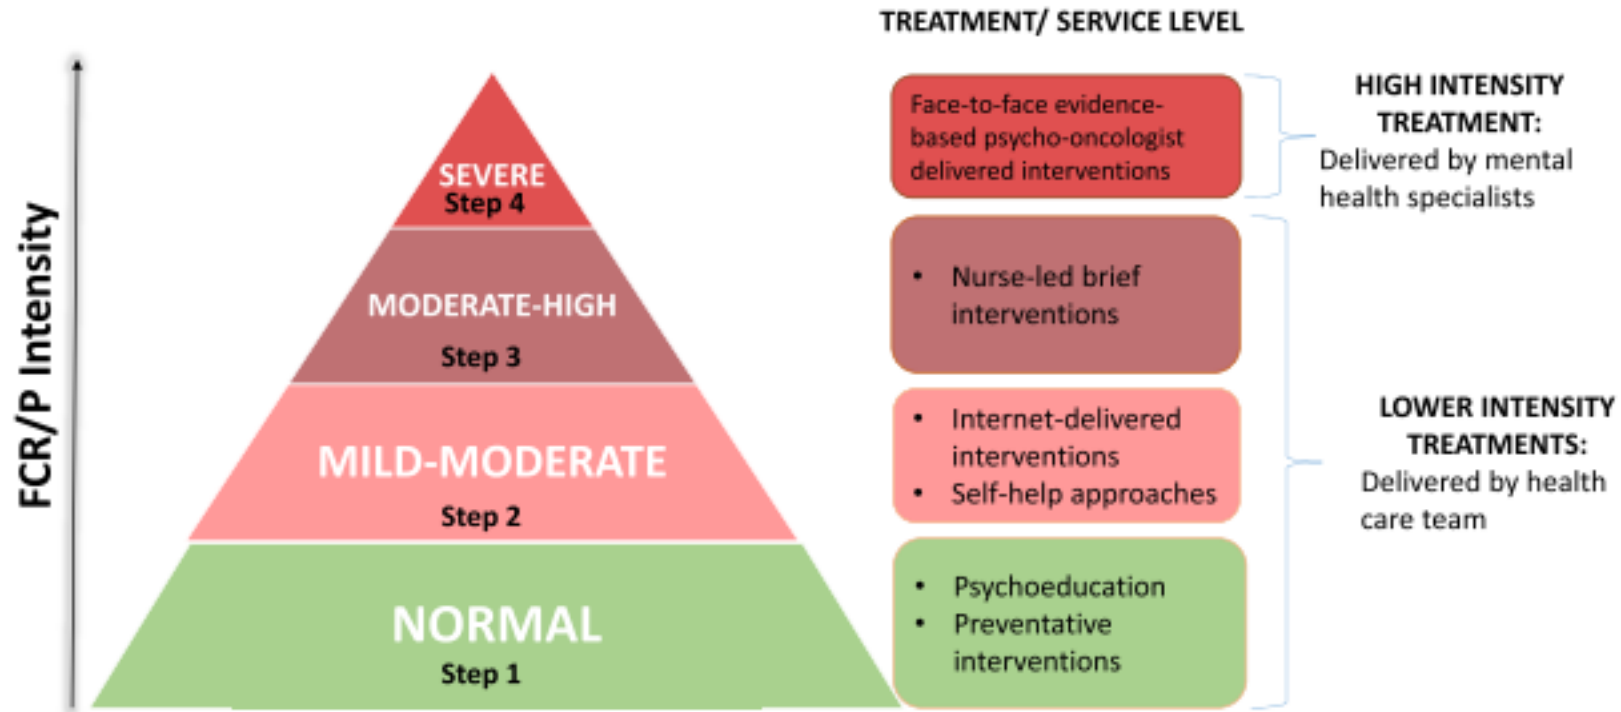 TREATMENT/ SERVICE LEVEL
FCR/P Intensity
SEVERE
Step 4
Face-to-face evidence-
based psycho-oncologist
delivered interventions
HIGH INTENSITY
TREATMENT:
Delivered by mental
health specialists
MODERATE-HIGH
Step 3
• Nurse-led brief
interventions
MILD-MODERATE
Step 2
• Internet-delivered
interventions
• Self-help approaches
LOWER INTENSITY
TREATMENTS:
Delivered by health
care team
NORMAL
Step 1
• Psychoeducation
• Preventative
interventions